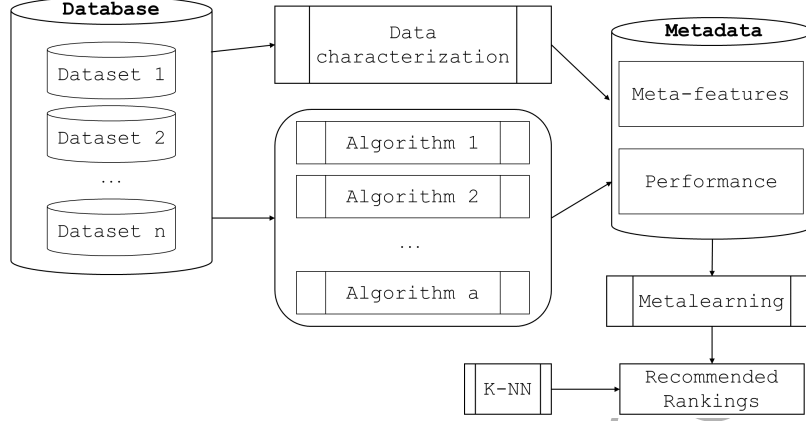 Database
Dataset 1
Dataset 2
...
Dataset n
Data
characterization
Algorithm 1
Algorithm 2
...
Algorithm a
Metadata
Meta-features
Performance
Metalearning
K-NN
Recommended
Rankings